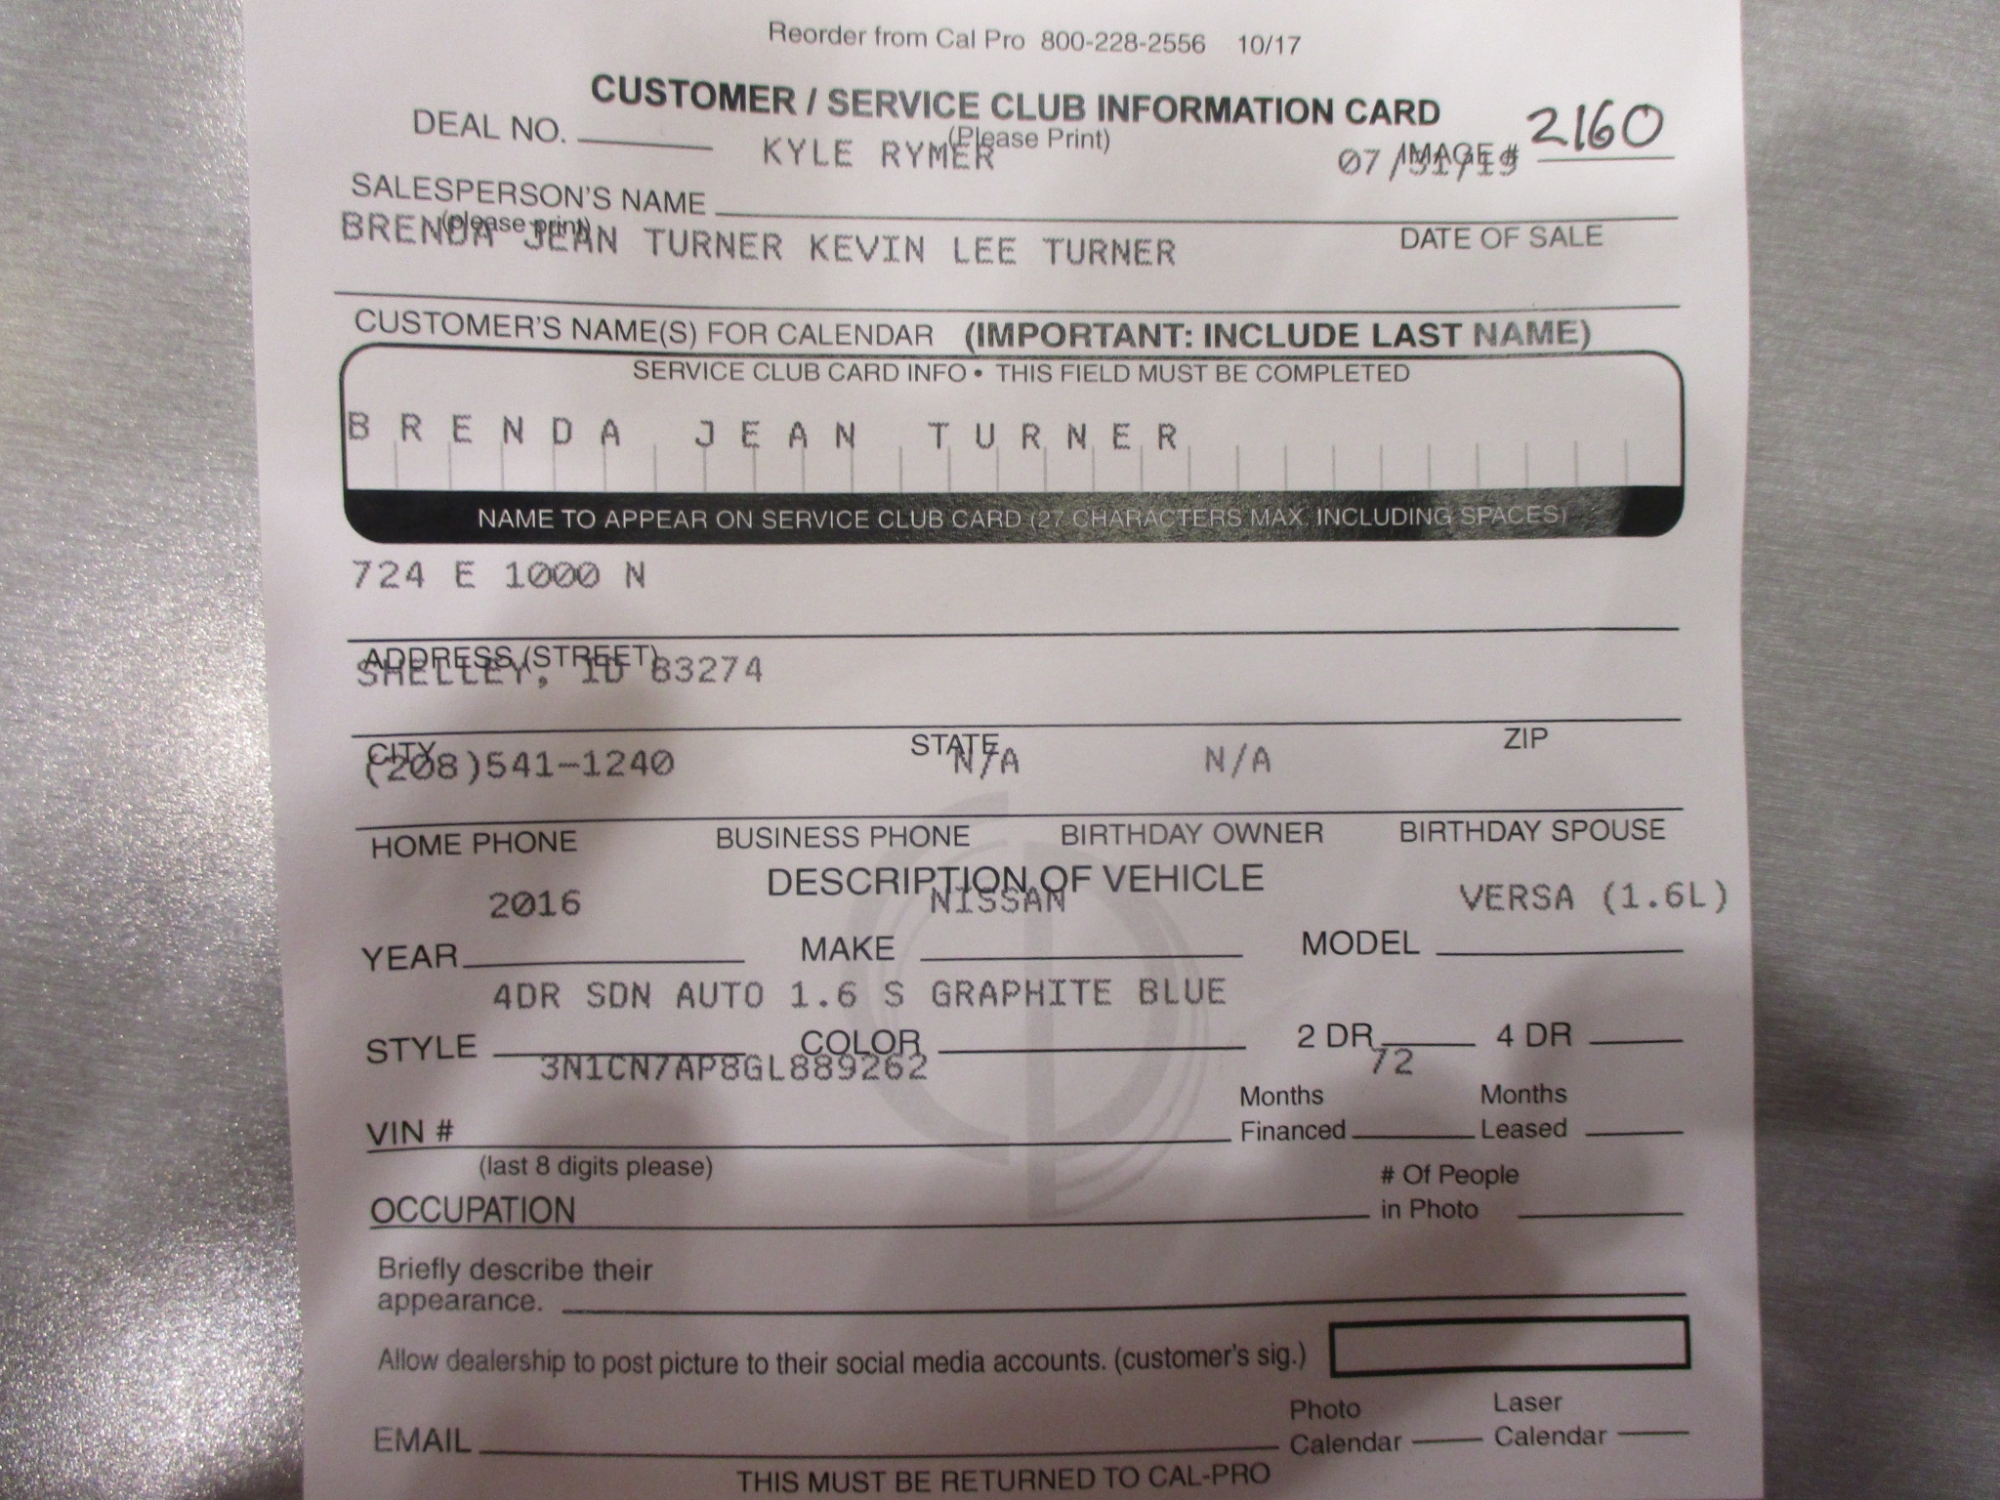 Reorder from Cal Pro 800-228-2556 10/17
CUSTOMER / SERVICE CLUB INFORMATION CARD
(Please Print)
DEAL NO. KYLE RYMER 07/31/19 IMAGE # 2160
SALESPERSON'S NAME
(please print) DATE OF SALE
BRENDA JEAN TURNER KEVIN LEE TURNER
CUSTOMER'S NAME(S) FOR CALENDAR (IMPORTANT: INCLUDE LAST NAME)
SERVICE CLUB CARD INFO • THIS FIELD MUST BE COMPLETED
BRENDA JEAN TURNER
NAME TO APPEAR ON SERVICE CLUB CARD (27 CHARACTERS MAX. INCLUDING SPACES)
724 E 1000 N
ADDRESS (STREET)
SHELLEY, ID 83274
CITY STATE ZIP
(208)541-1240 N/A N/A
HOME PHONE BUSINESS PHONE BIRTHDAY OWNER BIRTHDAY SPOUSE
DESCRIPTION OF VEHICLE
2016 NISSAN VERSA (1.6L)
YEAR MAKE MODEL
4DR SDN AUTO 1.6 S GRAPHITE BLUE
STYLE COLOR 2 DR 4 DR
3N1CN7AP8GL889262 72
VIN # Months Financed Months Leased
(last 8 digits please)
OCCUPATION # Of People in Photo
Briefly describe their
appearance.
Allow dealership to post picture to their social media accounts. (customer's sig.)
EMAIL Photo Calendar Laser Calendar
THIS MUST BE RETURNED TO CAL-PRO